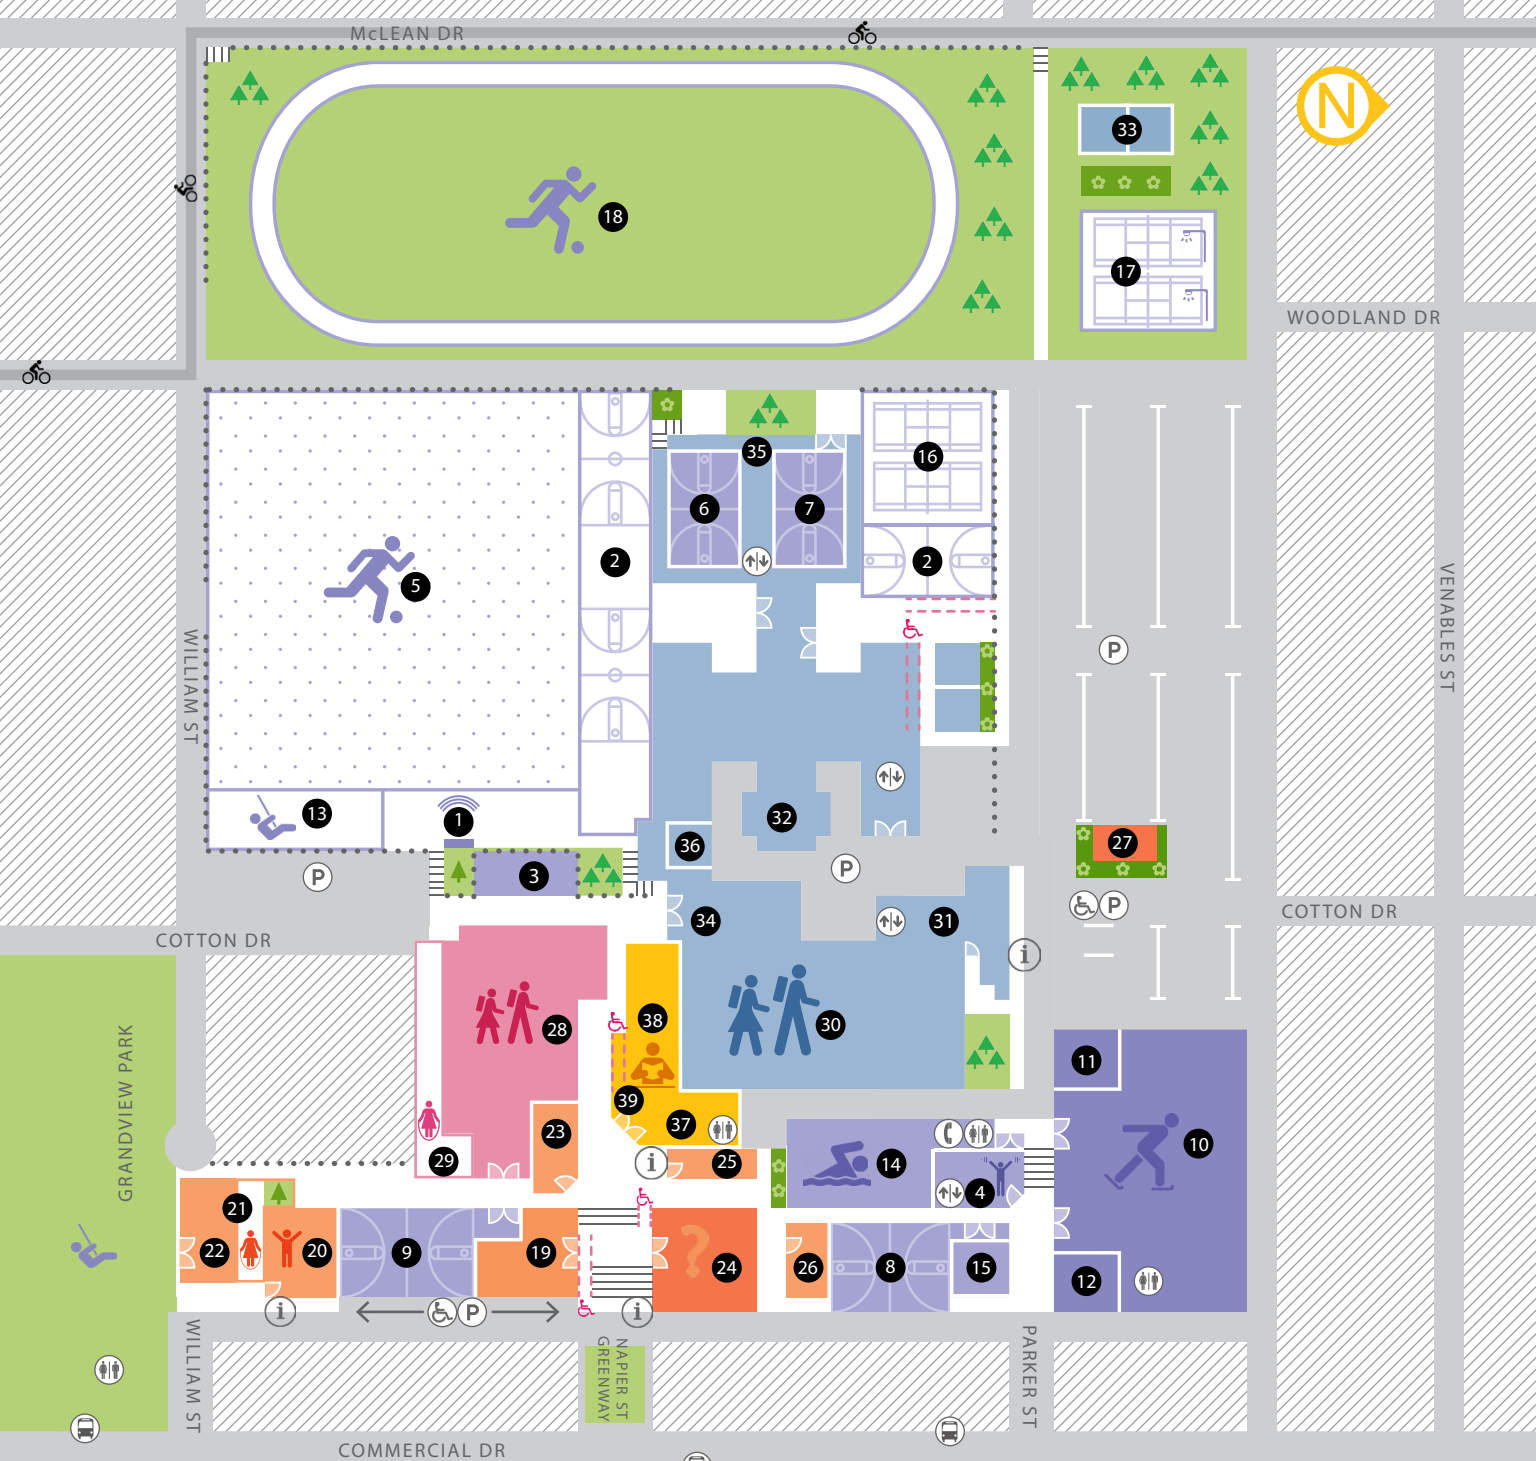 McLEAN DR
N
33
18
17
WOODLAND DR
35
16
6
7
2
2
5
VENABLES ST
WILLIAM ST
P
13
1
32
27
36
P
P
3
P
34
31
COTTON DR
COTTON DR
i
38
30
28
GRANDVIEW PARK
11
39
37
23
10
14
29
i
25
4
21
22
20
9
19
24
?
26
8
15
12
i
P
i
WILLIAM ST
NAPIER ST
GREENWAY
PARKER ST
COMMERCIAL DR